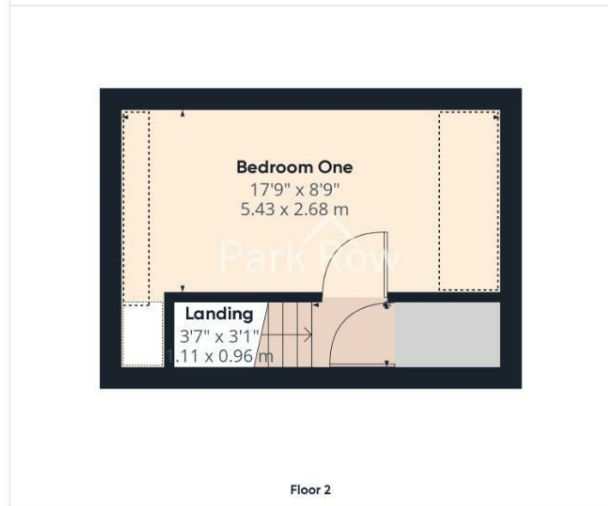 Bedroom One
17'9" x 8'9"
5.43 x 2.68 m
Park Row
Landing
3'7" x 3'1"
1.11 x 0.96 m
Floor 2